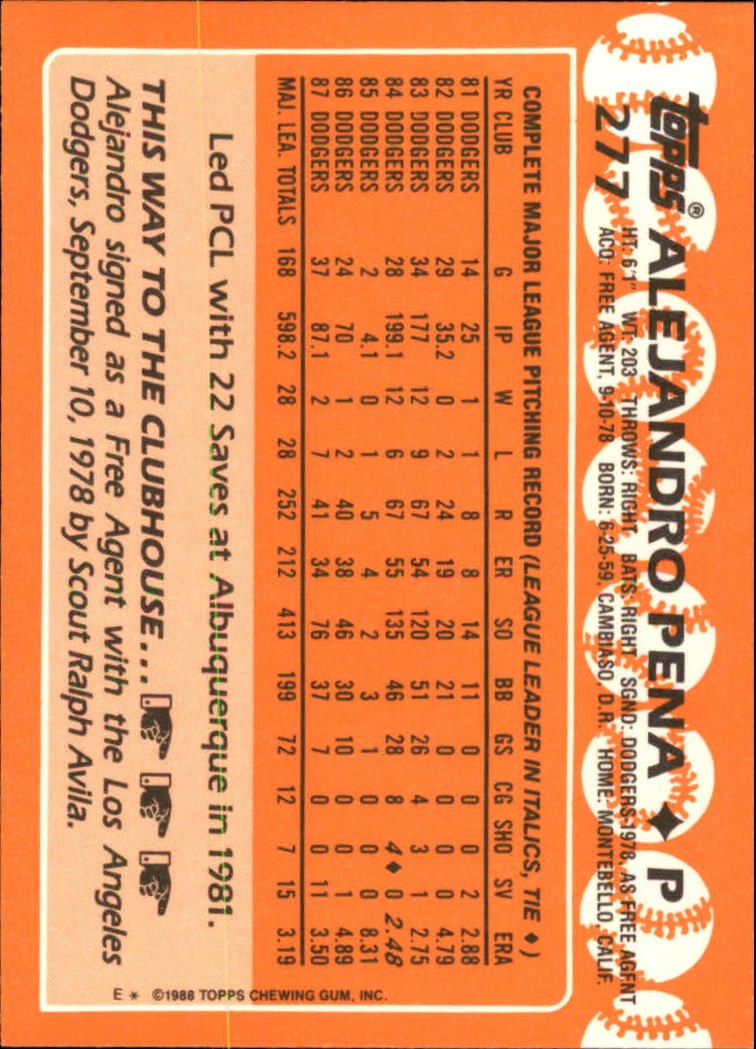 topps® ALEJANDRO PENA ♦ P
277 HT: 6'1" WT: 203 THROWS: RIGHT BATS: RIGHT SGND: DODGERS-1978, AS FREE AGENT
ACQ: FREE AGENT, 9-10-78 BORN: 6-25-59, CAMBIASO, D.R. HOME: MONTEBELLO, CALIF.
COMPLETE MAJOR LEAGUE PITCHING RECORD (LEAGUE LEADER IN ITALICS, TIE ♦)
YR CLUB G IP W L R ER SO BB GS CG SHO SV ERA
81 DODGERS 14 25 1 1 8 8 14 11 0 0 0 2 2.88
82 DODGERS 29 35.2 0 2 24 19 20 21 0 0 0 0 4.79
83 DODGERS 34 177 12 9 67 54 120 51 26 4 3 1 2.75
84 DODGERS 28 199.1 12 6 67 55 135 46 28 8 4♦ 0 2.48
85 DODGERS 2 4.1 0 1 5 4 2 3 1 0 0 0 8.31
86 DODGERS 24 70 1 2 40 38 46 30 10 0 0 1 4.89
87 DODGERS 37 87.1 2 7 41 34 76 37 7 0 0 11 3.50
MAJ. LEA. TOTALS 168 598.2 28 28 252 212 413 199 72 12 7 15 3.19
Led PCL with 22 Saves at Albuquerque in 1981.
THIS WAY TO THE CLUBHOUSE...
Alejandro signed as a Free Agent with the Los Angeles
Dodgers, September 10, 1978 by Scout Ralph Avila.
E * ©1988 TOPPS CHEWING GUM, INC.